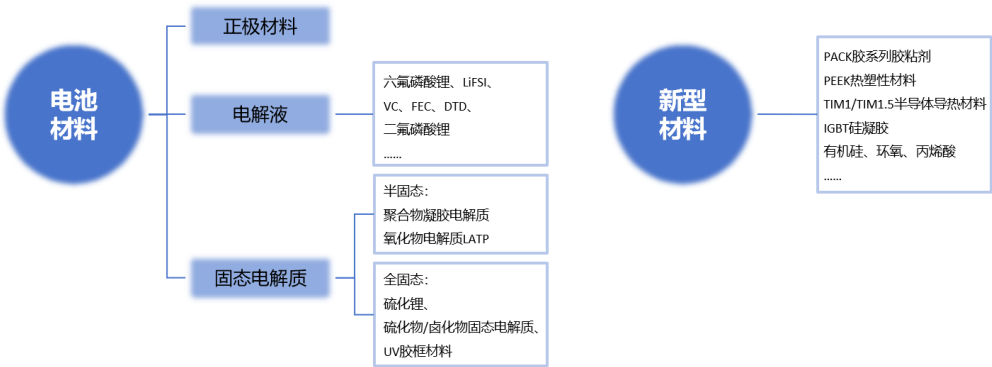 电池
材料
正极材料
电解液
六氟磷酸锂、LiFSI、
VC、FEC、DTD、
二氟磷酸锂
......
固态电解质
半固态：
聚合物凝胶电解质
氧化物电解质LATP
全固态：
硫化锂、
硫化物/卤化物固态电解质、
UV胶框材料
新型
材料
PACK胶系列胶粘剂
PEEK热塑性材料
TIM1/TIM1.5半导体导热材料
IGBT硅凝胶
有机硅、环氧、丙烯酸
......